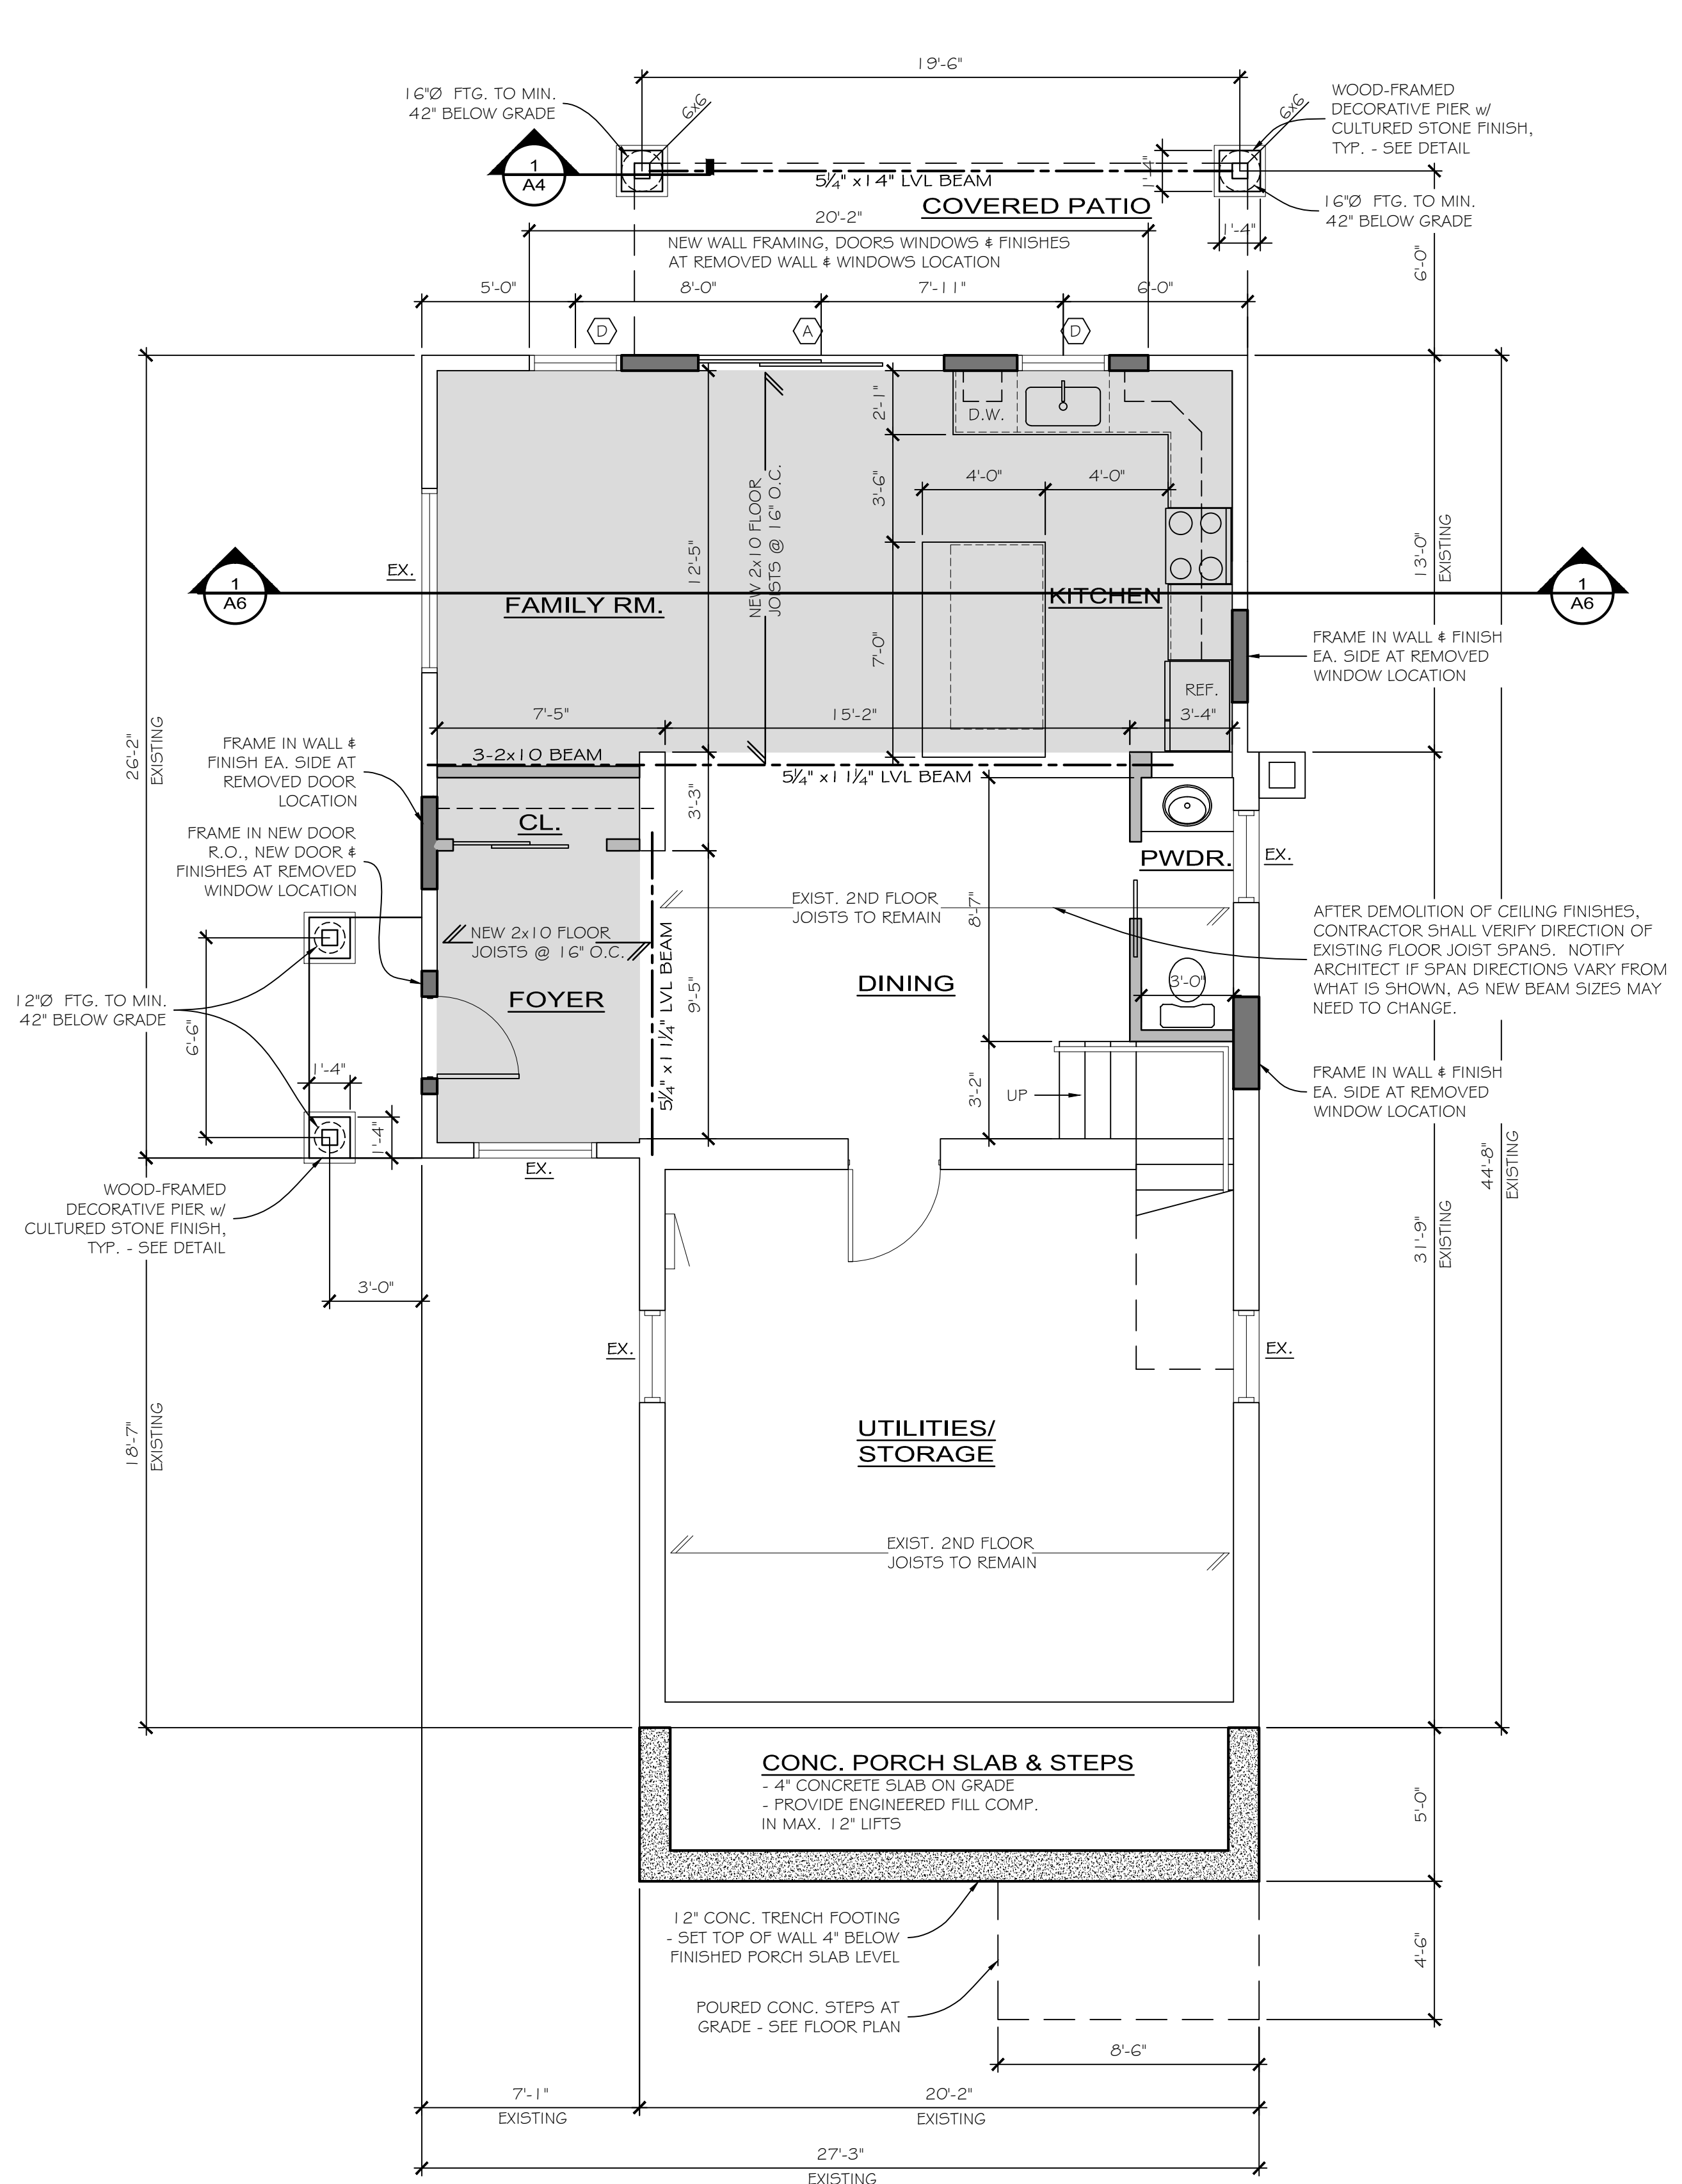 19'-6"
16"Ø FTG. TO MIN.
42" BELOW GRADE
6x6
6x6
WOOD-FRAMED
DECORATIVE PIER w/
CULTURED STONE FINISH,
TYP. - SEE DETAIL
1
A4
5¼" x14" LVL BEAM
1'-4"
COVERED PATIO
16"Ø FTG. TO MIN.
42" BELOW GRADE
1'-4"
20'-2"
NEW WALL FRAMING, DOORS WINDOWS & FINISHES
AT REMOVED WALL & WINDOWS LOCATION
6'-0"
5'-0"
8'-0"
7'-11"
6'-0"
D
A
D
2'-1"
D.W.
3'-6"
4'-0"
4'-0"
NEW 2x10 FLOOR
JOISTS @ 16" O.C.
12'-5"
13'-0"
EXISTING
EX.
1
A6
FAMILY RM.
KITCHEN
1
A6
7'-0"
FRAME IN WALL & FINISH
EA. SIDE AT REMOVED
WINDOW LOCATION
REF.
7'-5"
15'-2"
3'-4"
26'-2"
EXISTING
FRAME IN WALL &
FINISH EA. SIDE AT
REMOVED DOOR
LOCATION
3-2x10 BEAM
5¼" x11¼" LVL BEAM
3'-3"
CL.
FRAME IN NEW DOOR
R.O., NEW DOOR &
FINISHES AT REMOVED
WINDOW LOCATION
PWDR.
EX.
EXIST. 2ND FLOOR
JOISTS TO REMAIN
8'-7"
AFTER DEMOLITION OF CEILING FINISHES,
CONTRACTOR SHALL VERIFY DIRECTION OF
EXISTING FLOOR JOIST SPANS. NOTIFY
ARCHITECT IF SPAN DIRECTIONS VARY FROM
WHAT IS SHOWN, AS NEW BEAM SIZES MAY
NEED TO CHANGE.
NEW 2x10 FLOOR
JOISTS @ 16" O.C.
5¼" x11¼" LVL BEAM
9'-5"
DINING
3'-0"
FOYER
12"Ø FTG. TO MIN.
42" BELOW GRADE
6'-6"
1'-4"
1'-4"
3'-2"
UP
FRAME IN WALL & FINISH
EA. SIDE AT REMOVED
WINDOW LOCATION
EX.
44'-8"
EXISTING
WOOD-FRAMED
DECORATIVE PIER w/
CULTURED STONE FINISH,
TYP. - SEE DETAIL
31'-9"
EXISTING
3'-0"
EX.
EX.
18'-7"
EXISTING
UTILITIES/
STORAGE
EXIST. 2ND FLOOR
JOISTS TO REMAIN
CONC. PORCH SLAB & STEPS
- 4" CONCRETE SLAB ON GRADE
- PROVIDE ENGINEERED FILL COMP.
IN MAX. 12" LIFTS
5'-0"
12" CONC. TRENCH FOOTING
- SET TOP OF WALL 4" BELOW
FINISHED PORCH SLAB LEVEL
4'-6"
POURED CONC. STEPS AT
GRADE - SEE FLOOR PLAN
8'-6"
7'-1"
EXISTING
20'-2"
EXISTING
27'-3"
EXISTING